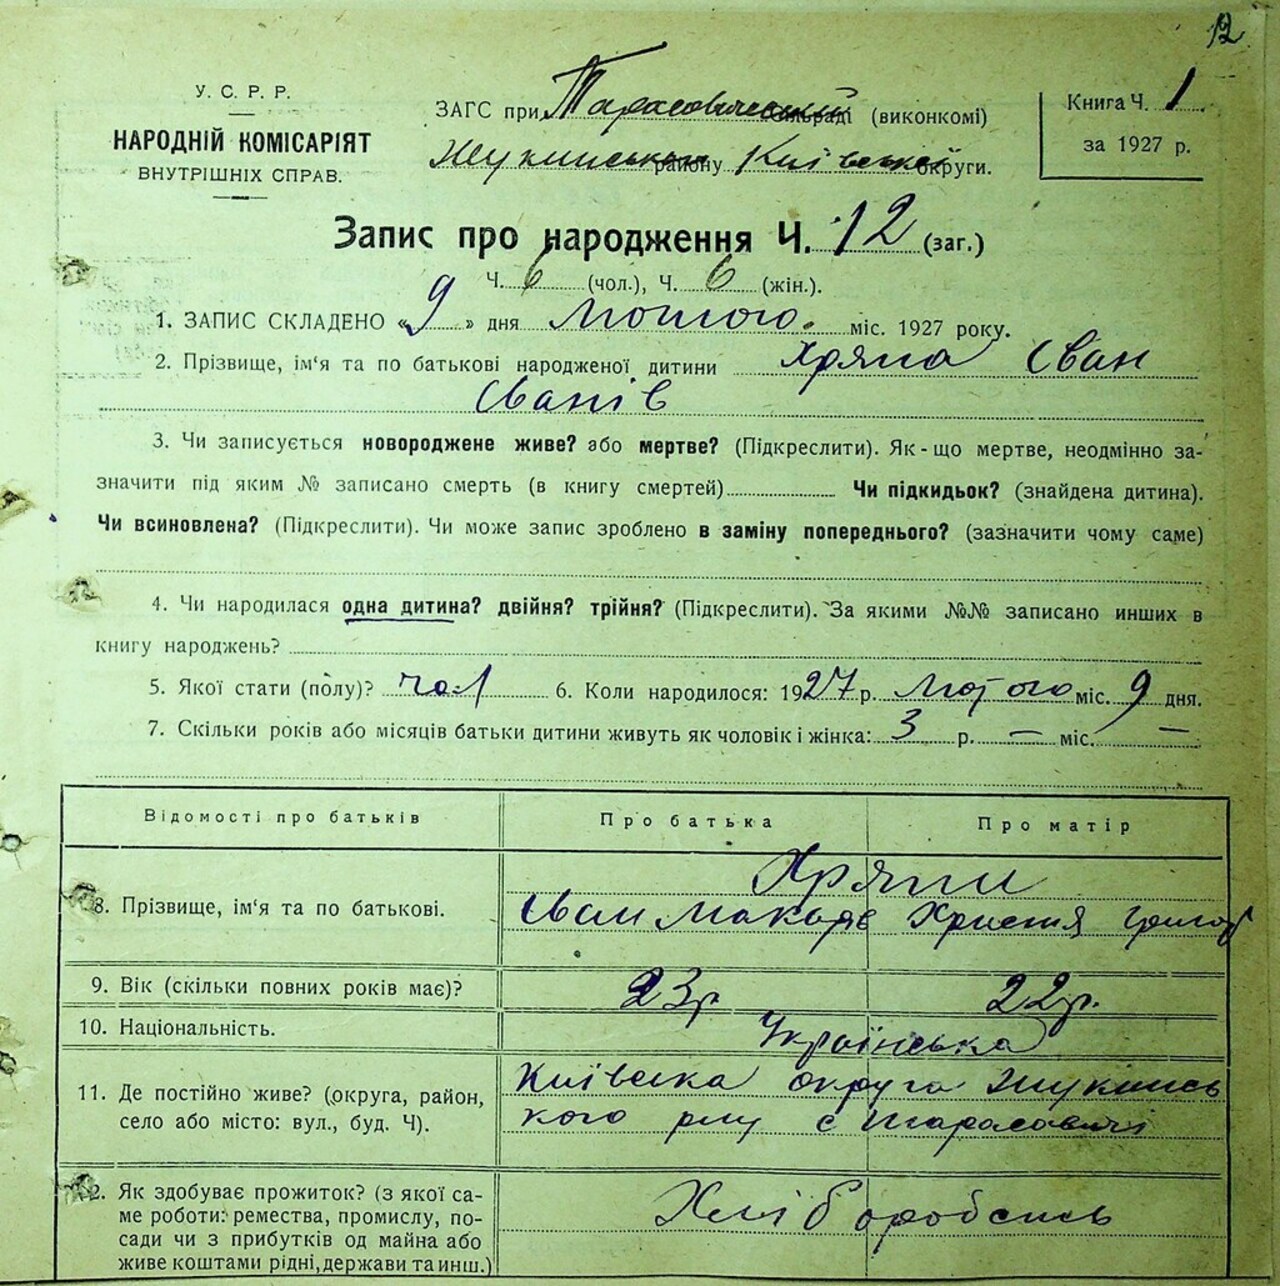 12
У. С. Р. Р.
НАРОДНІЙ КОМІСАРІЯТ
ВНУТРІШНІХ СПРАВ.
ЗАГС при Тарасовичській сельраді (виконкомі)
Жукинського району Київської округи.
Книга Ч. 1
за 1927 р.
Запис про народження Ч. 12 (заг.)
Ч. 6 (чол.), Ч. 6 (жін.).
1. ЗАПИС СКЛАДЕНО «9» дня Лютого. міс. 1927 року.
2. Прізвище, ім‘я та по батькові народженої дитини Хряпа Іван
Іванів
3. Чи записується новороджене живе? або мертве? (Підкреслити). Як-що мертве, неодмінно за-
значити під яким № записано смерть (в книгу смертей) Чи підкидьок? (знайдена дитина).
Чи всиновлена? (Підкреслити). Чи може запис зроблено в заміну попереднього? (зазначити чому саме)
4. Чи народилася одна дитина? двійня? трійня? (Підкреслити). За якими №№ записано инших в
книгу народжень?
5. Якої стати (полу)? чол 6. Коли народилося: 1927 р. Лютого міс. 9 дня.
7. Скільки років або місяців батьки дитини живуть як чоловік і жінка: 3 р. — міс. —
Відомості про батьків Про батька Про матір
Хряпи
8. Прізвище, ім‘я та по батькові. Іван Макарів Христія Григор
9. Вік (скільки повних років має)? 23р 22р.
10. Національність. Українська
11. Де постійно живе? (округа, район, Київська округа Жукинсь
село або місто: вул., буд. Ч). кого р-ну с Тарасовичі
12. Як здобуває прожиток? (з якої са-
ме роботи: ремества, промислу, по- Хліборобствь
сади чи з прибутків од майна або
живе коштами рідні, держави та инш.)